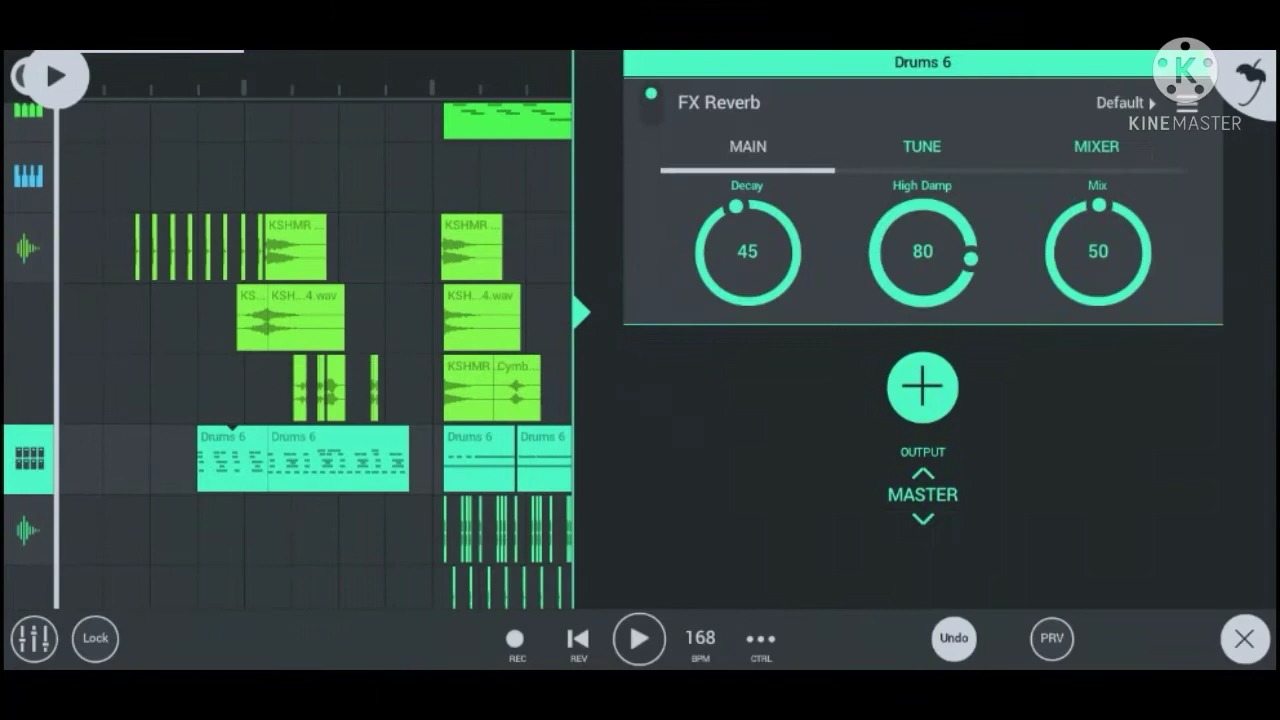 Drums 6
FX Reverb
Default
KINEMASTER
MAIN
TUNE
MIXER
Decay
High Damp
Mix
45
80
50
KSHMR ...
KSHMR ...
KS...
KSH...4.wav
KSH...4.wav
KSHMR
Cymb...
Drums 6
Drums 6
Drums 6
Drums 6
OUTPUT
MASTER
Lock
REC
REV
168
BPM
CTRL
Undo
PRV
K